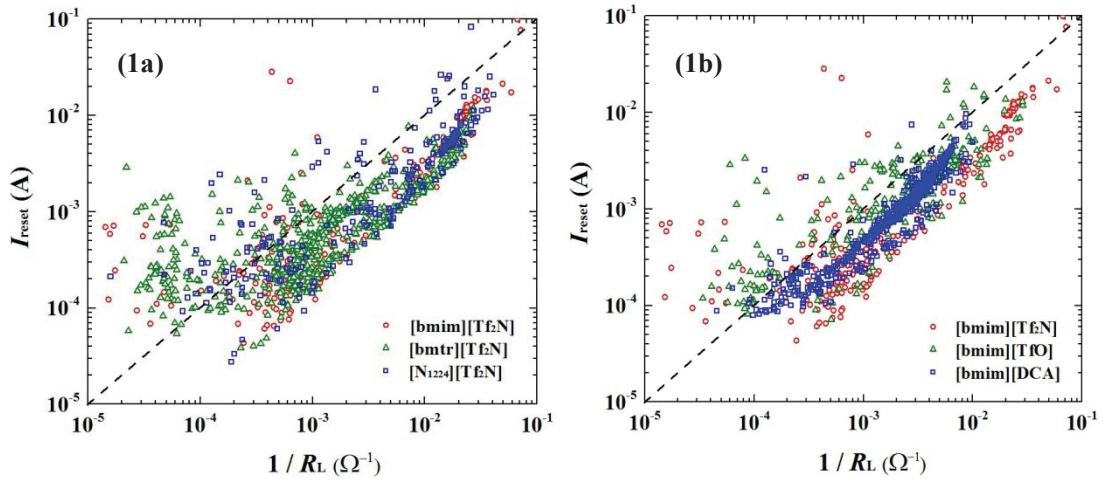 (1a)
10⁻¹
10⁻²
10⁻³
10⁻⁴
10⁻⁵
Ireset (A)
[bmim][Tf₂N]
[bmtr][Tf₂N]
[N₁₂₂₄][Tf₂N]
10⁻⁵ 10⁻⁴ 10⁻³ 10⁻² 10⁻¹
1 / RL (Ω⁻¹)
(1b)
10⁻¹
10⁻²
10⁻³
10⁻⁴
10⁻⁵
Ireset (A)
[bmim][Tf₂N]
[bmim][TfO]
[bmim][DCA]
10⁻⁵ 10⁻⁴ 10⁻³ 10⁻² 10⁻¹
1 / RL (Ω⁻¹)